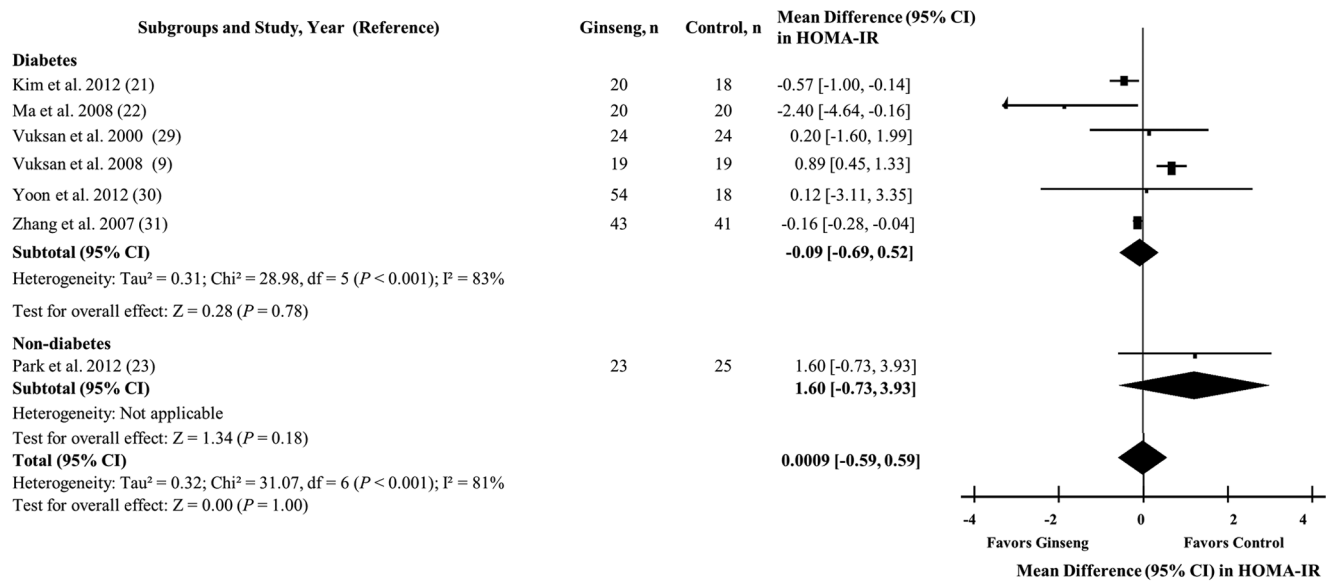 Subgroups and Study, Year (Reference) Ginseng, n Control, n Mean Difference (95% CI) in HOMA-IR
Diabetes
Kim et al. 2012 (21) 20 18 -0.57 [-1.00, -0.14]
Ma et al. 2008 (22) 20 20 -2.40 [-4.64, -0.16]
Vuksan et al. 2000 (29) 24 24 0.20 [-1.60, 1.99]
Vuksan et al. 2008 (9) 19 19 0.89 [0.45, 1.33]
Yoon et al. 2012 (30) 54 18 0.12 [-3.11, 3.35]
Zhang et al. 2007 (31) 43 41 -0.16 [-0.28, -0.04]
Subtotal (95% CI) -0.09 [-0.69, 0.52]
Heterogeneity: Tau² = 0.31; Chi² = 28.98, df = 5 (P < 0.001); I² = 83%
Test for overall effect: Z = 0.28 (P = 0.78)
Non-diabetes
Park et al. 2012 (23) 23 25 1.60 [-0.73, 3.93]
Subtotal (95% CI) 1.60 [-0.73, 3.93]
Heterogeneity: Not applicable
Test for overall effect: Z = 1.34 (P = 0.18)
Total (95% CI) 0.0009 [-0.59, 0.59]
Heterogeneity: Tau² = 0.32; Chi² = 31.07, df = 6 (P < 0.001); I² = 81%
Test for overall effect: Z = 0.00 (P = 1.00)
-4 -2 0 2 4
Favors Ginseng Favors Control
Mean Difference (95% CI) in HOMA-IR